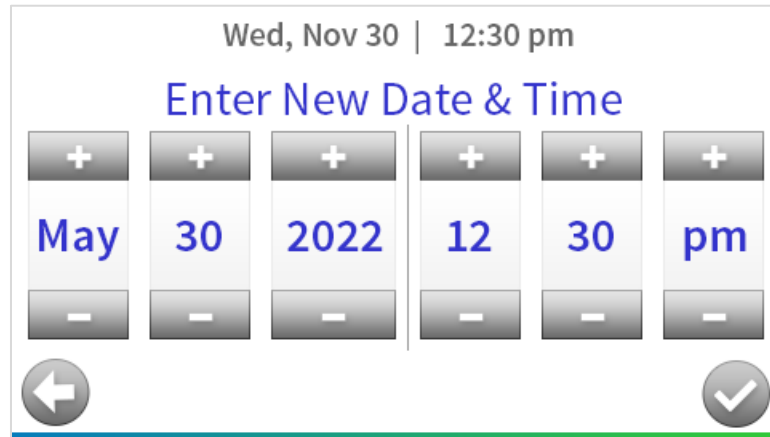 Wed, Nov 30 | 12:30 pm
Enter New Date & Time
+ + + + + +
May 30 2022 12 30 pm
- - - - - -